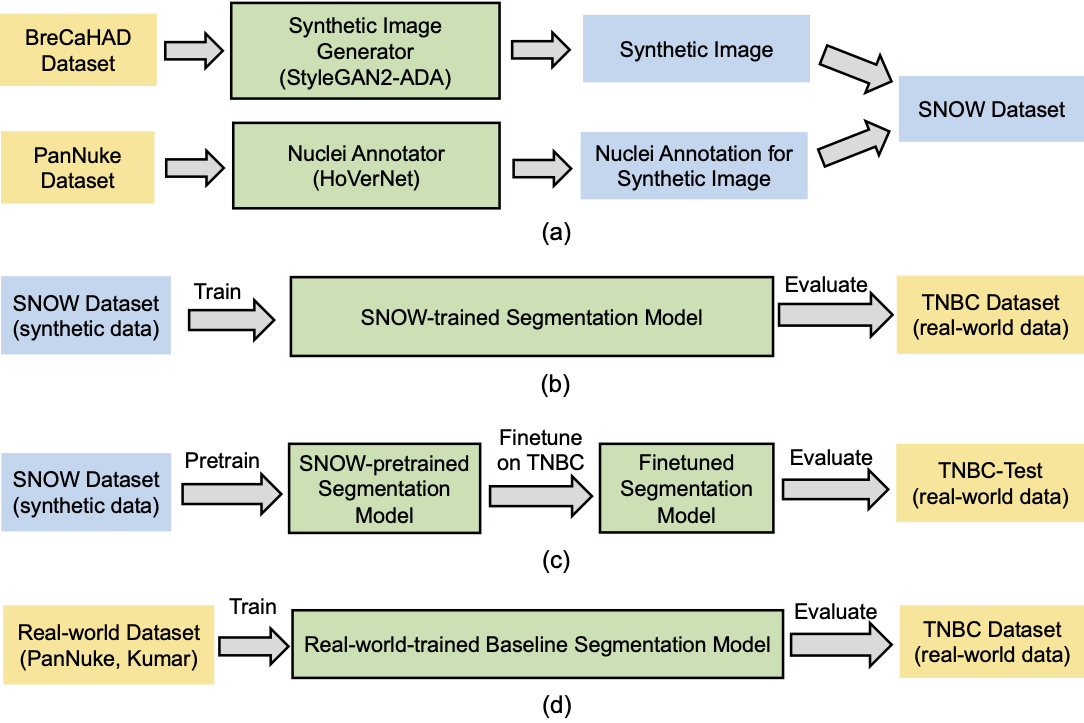 BreCaHAD
Dataset
Synthetic Image
Generator
(StyleGAN2-ADA)
Synthetic Image
SNOW Dataset
PanNuke
Dataset
Nuclei Annotator
(HoVerNet)
Nuclei Annotation for
Synthetic Image
(a)
SNOW Dataset
(synthetic data)
Train
SNOW-trained Segmentation Model
Evaluate
TNBC Dataset
(real-world data)
(b)
SNOW Dataset
(synthetic data)
Pretrain
SNOW-pretrained
Segmentation
Model
Finetune
on TNBC
Finetuned
Segmentation
Model
Evaluate
TNBC-Test
(real-world data)
(c)
Real-world Dataset
(PanNuke, Kumar)
Train
Real-world-trained Baseline Segmentation Model
Evaluate
TNBC Dataset
(real-world data)
(d)